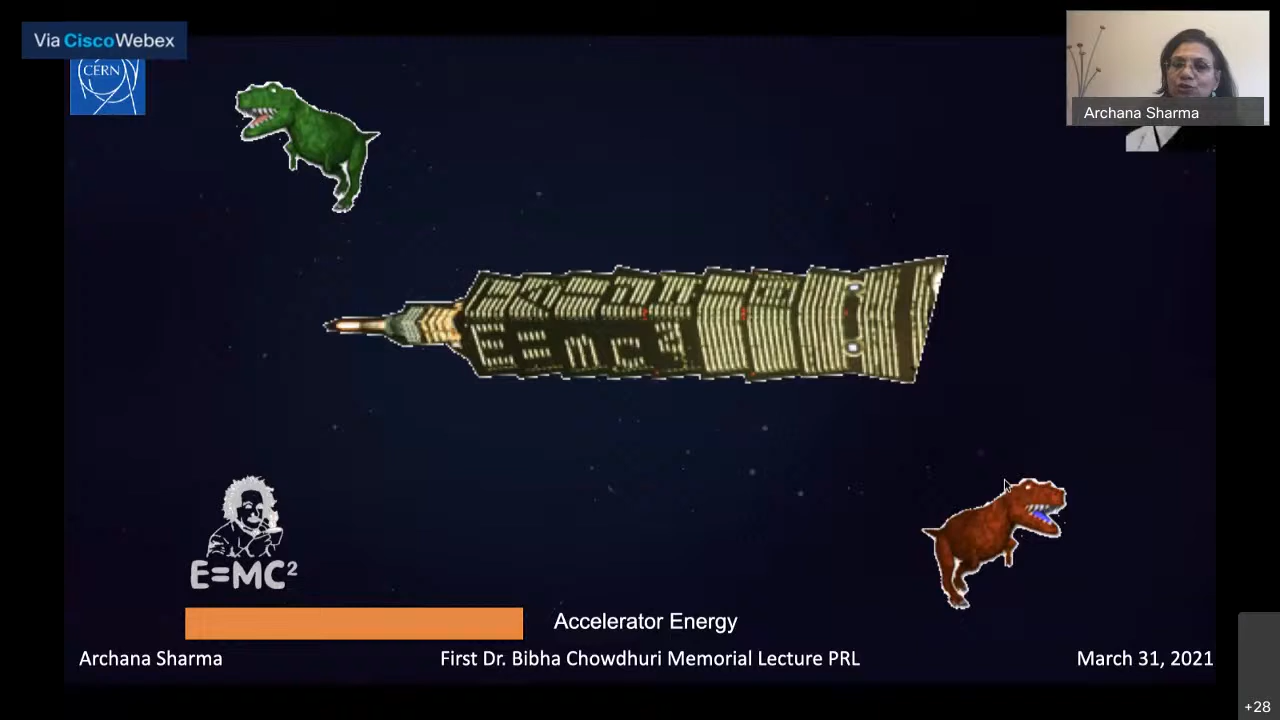 Via CiscoWebex
CERN
Archana Sharma
E=mc²
E=MC²
Accelerator Energy
Archana Sharma
First Dr. Bibha Chowdhuri Memorial Lecture PRL
March 31, 2021
+28